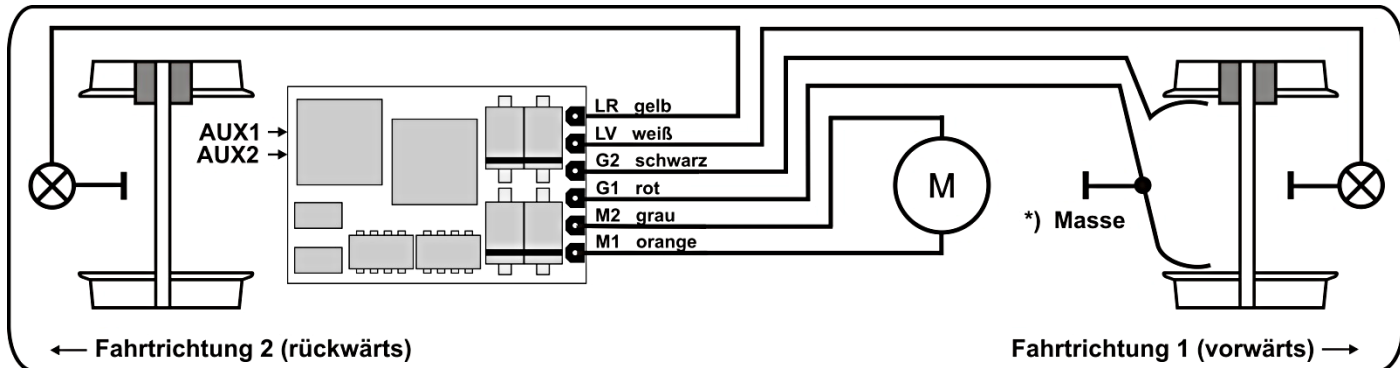 LR gelb
AUX1 →
LV weiß
AUX2 →
G2 schwarz
G1 rot
M2 grau
M1 orange
M
*) Masse
← Fahrtrichtung 2 (rückwärts)
Fahrtrichtung 1 (vorwärts) →